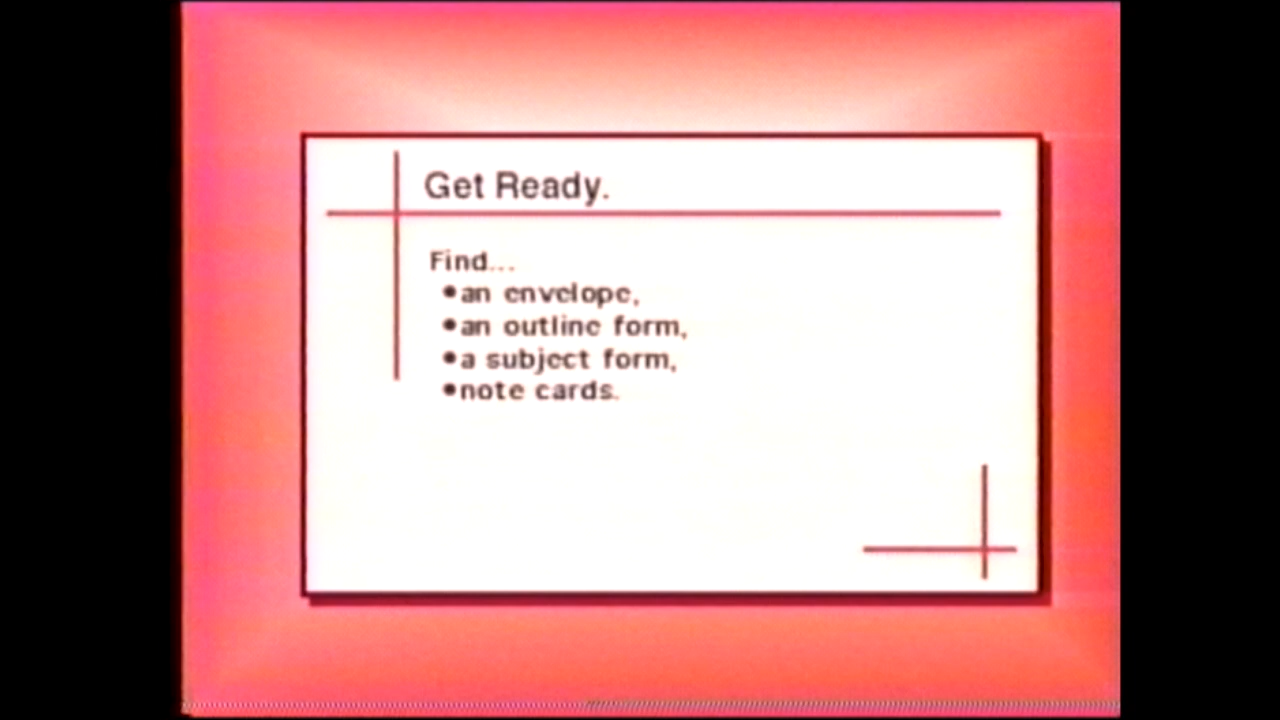 Get Ready.
Find...
•an envelope,
•an outline form,
•a subject form,
•note cards.